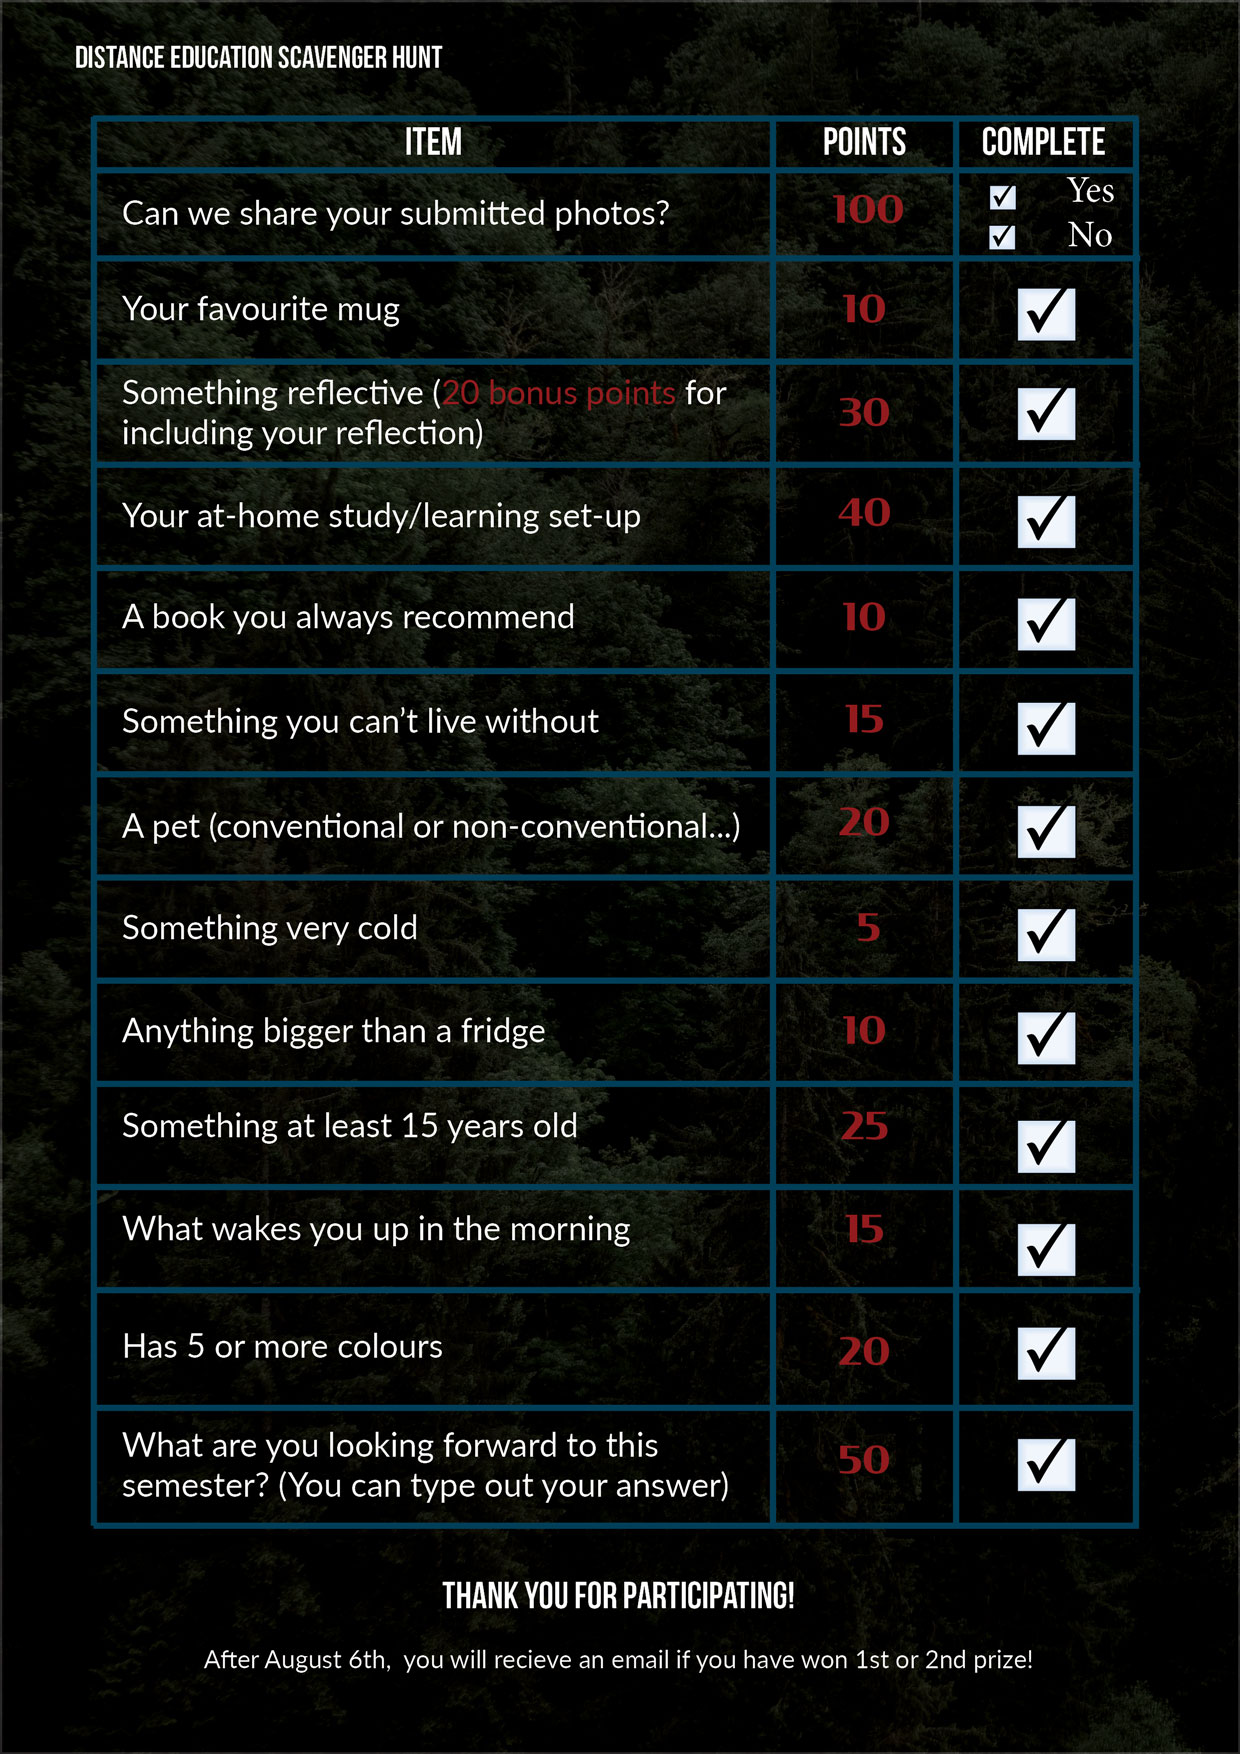 DISTANCE EDUCATION SCAVENGER HUNT
ITEM POINTS COMPLETE
Can we share your submitted photos? 100 Yes
No
Your favourite mug 10
Something reflective (20 bonus points for
including your reflection) 30
Your at-home study/learning set-up 40
A book you always recommend 10
Something you can’t live without 15
A pet (conventional or non-conventional...) 20
Something very cold 5
Anything bigger than a fridge 10
Something at least 15 years old 25
What wakes you up in the morning 15
Has 5 or more colours 20
What are you looking forward to this
semester? (You can type out your answer) 50
THANK YOU FOR PARTICIPATING!
After August 6th, you will recieve an email if you have won 1st or 2nd prize!